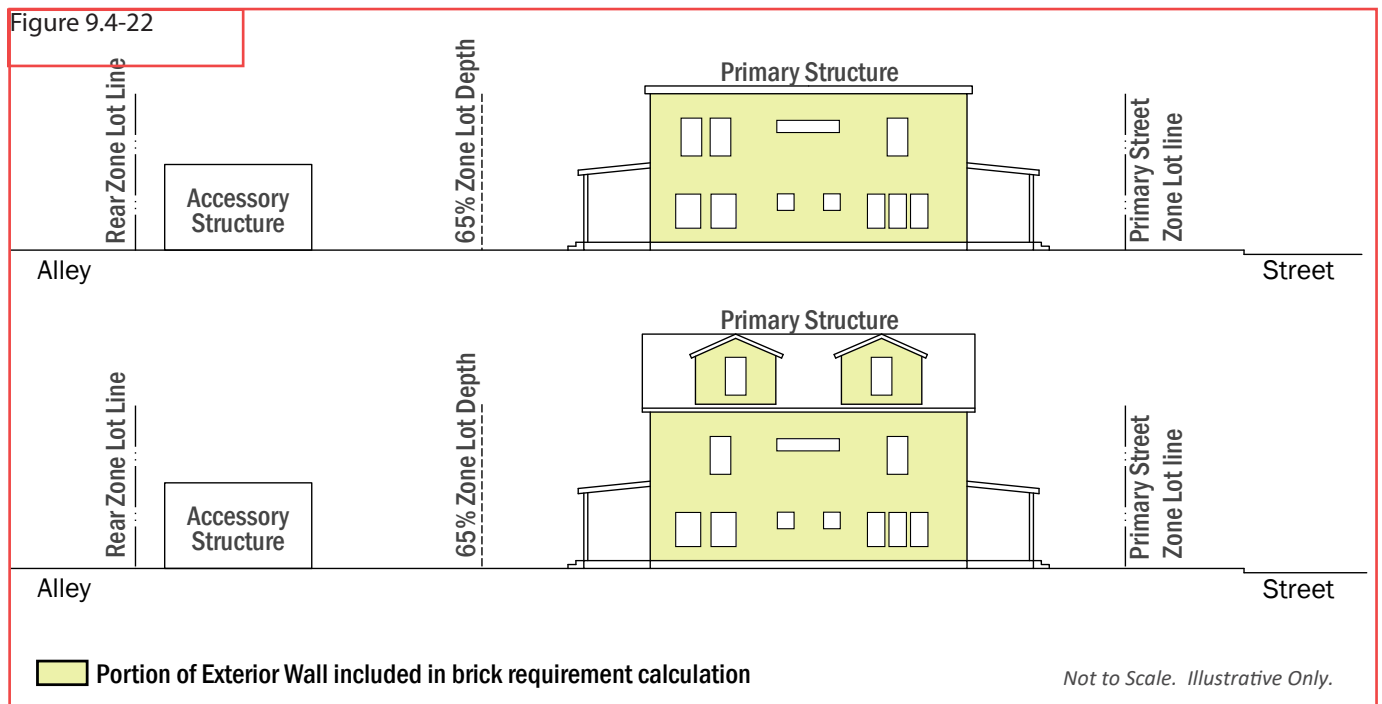 Figure 9.4-22
Primary Structure
Rear Zone Lot Line
Accessory
Structure
65% Zone Lot Depth
Primary Street
Zone Lot line
Alley
Street
Primary Structure
Rear Zone Lot Line
Accessory
Structure
65% Zone Lot Depth
Primary Street
Zone Lot line
Alley
Street
Portion of Exterior Wall included in brick requirement calculation
Not to Scale. Illustrative Only.